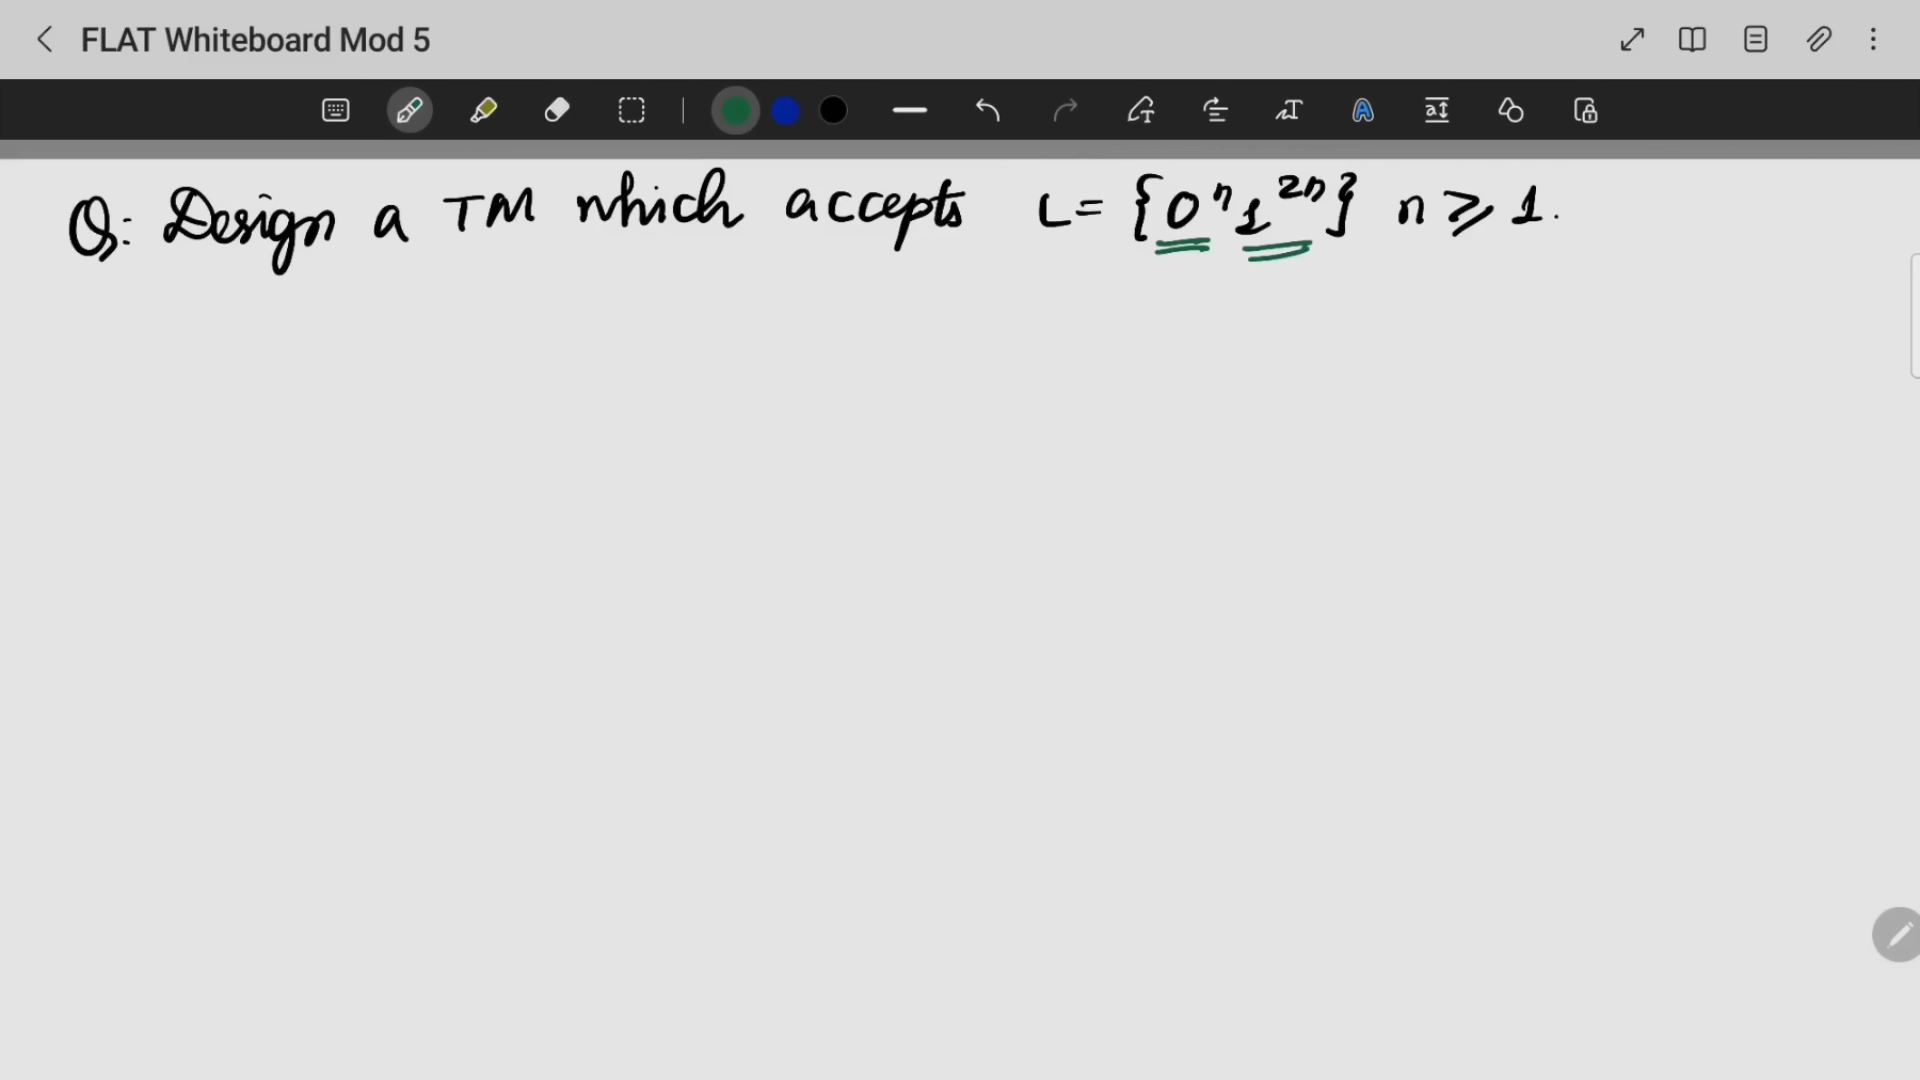 FLAT Whiteboard Mod 5
Q: Design a TM which accepts L = {0ⁿ1²ⁿ} n ⩾ 1.